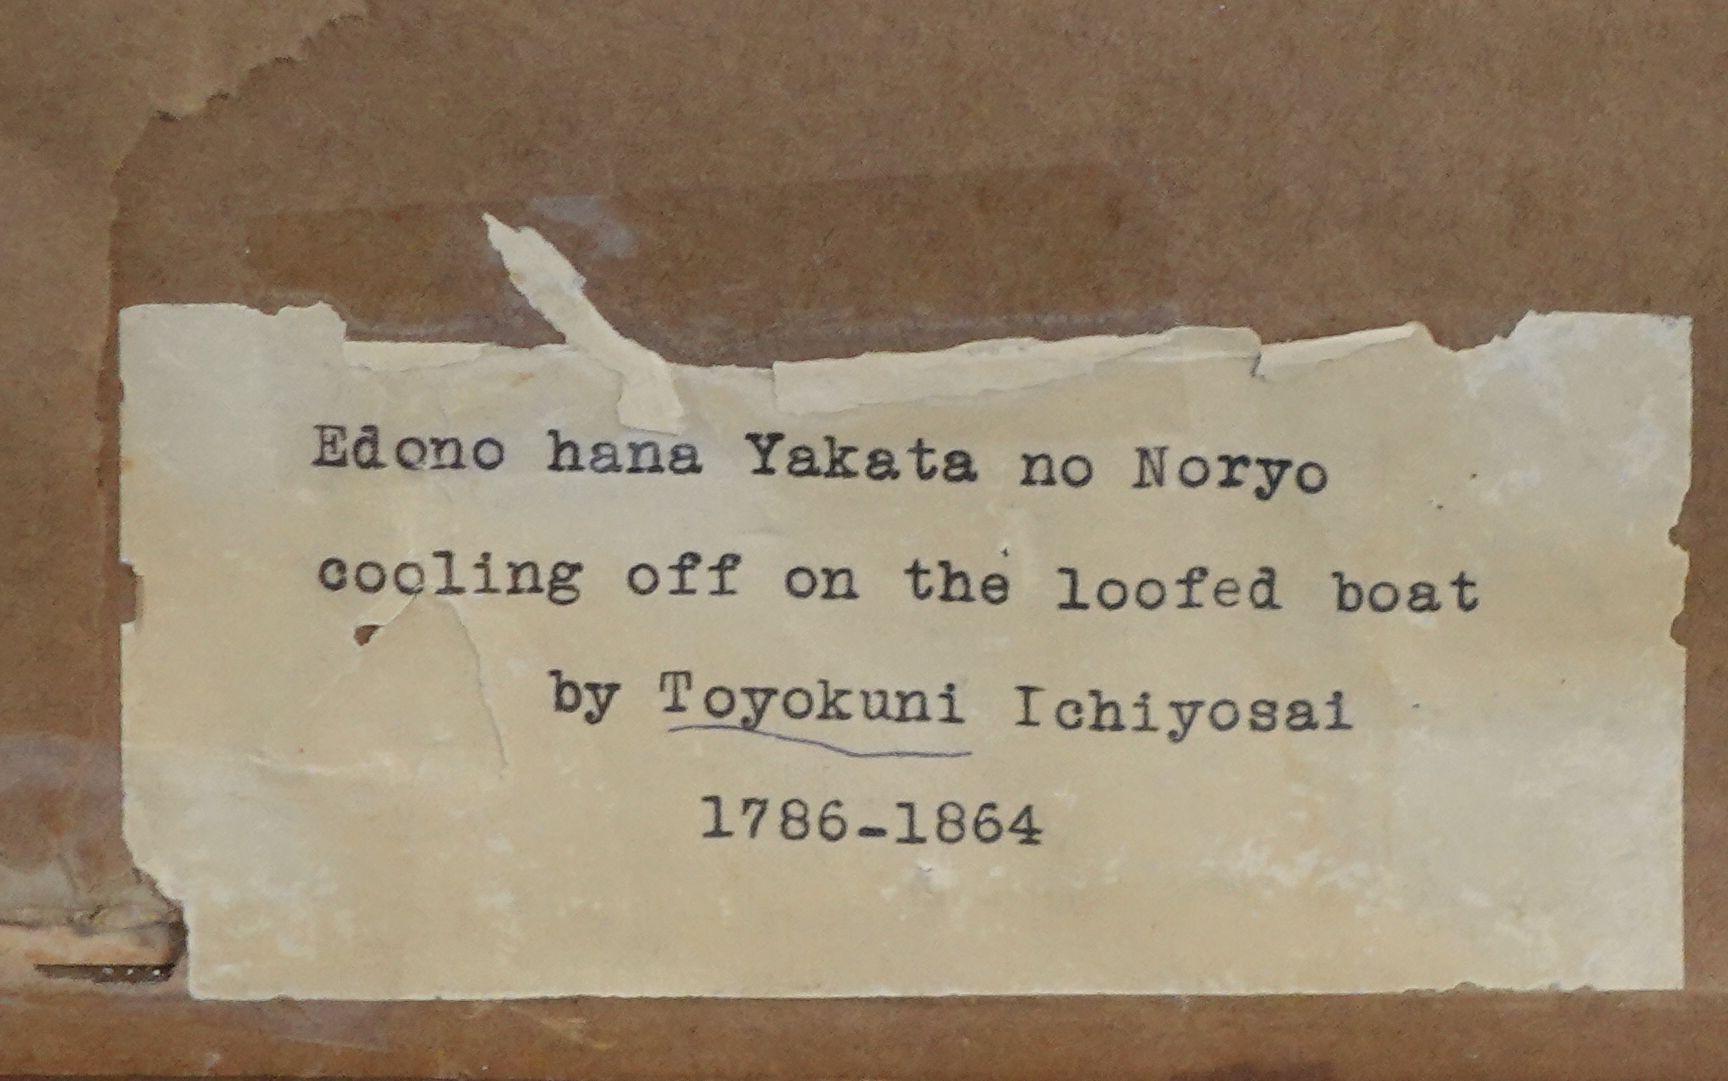 Edono hana Yakata no Noryo
cooling off on the loofed boat
by Toyokuni Ichiyosai
1786-1864